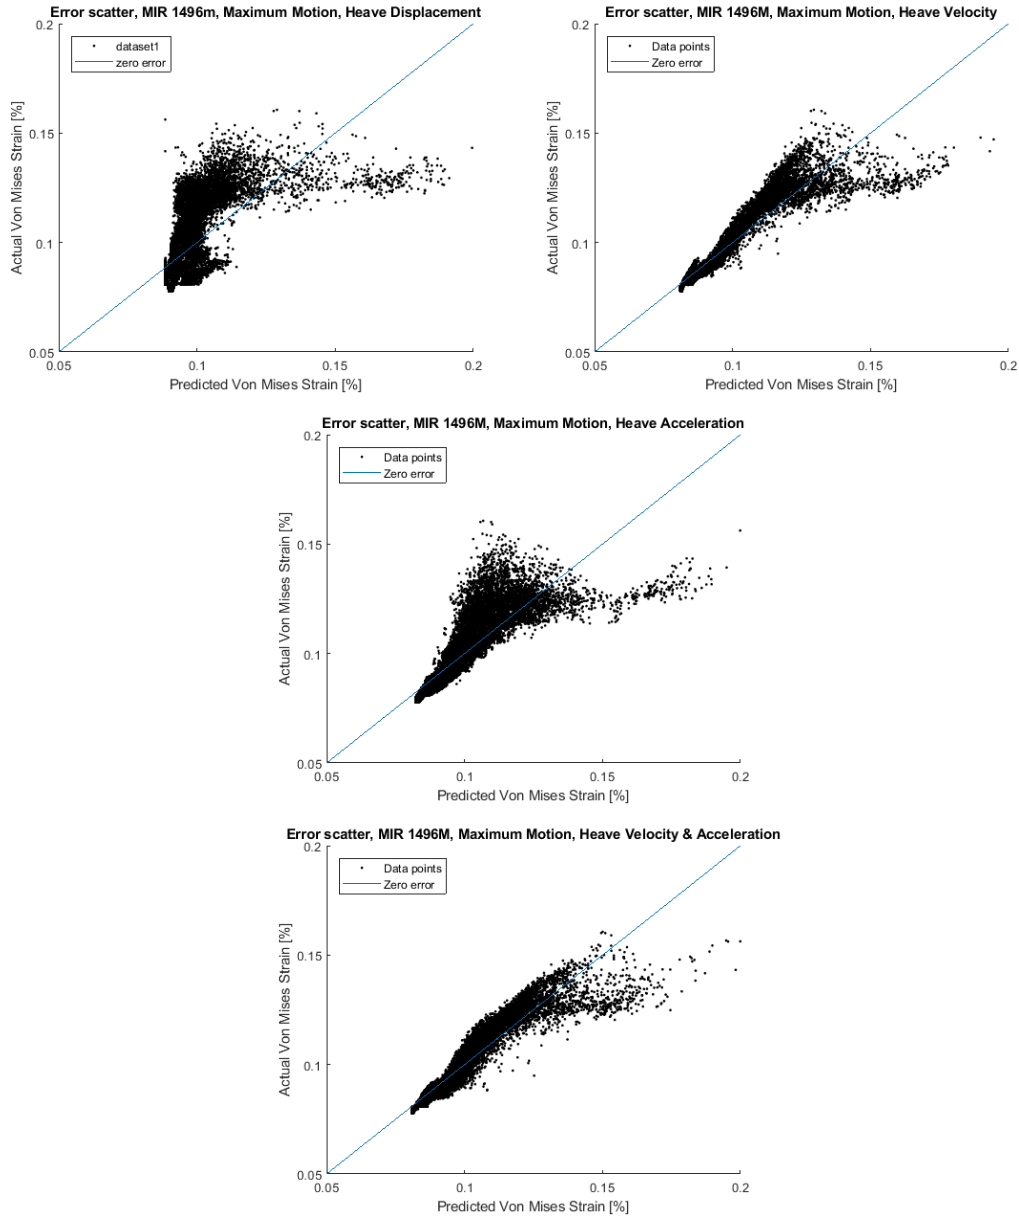 Error scatter, MIR 1496m, Maximum Motion, Heave Displacement
0.2
dataset1
zero error
0.15
Actual Von Mises Strain [%]
0.1
0.05
0.05
0.1
0.15
0.2
Predicted Von Mises Strain [%]
Error scatter, MIR 1496M, Maximum Motion, Heave Velocity
0.2
Data points
Zero error
0.15
Actual Von Mises Strain [%]
0.1
0.05
0.05
0.1
0.15
0.2
Predicted Von Mises Strain [%]
Error scatter, MIR 1496M, Maximum Motion, Heave Acceleration
0.2
Data points
Zero error
0.15
Actual Von Mises Strain [%]
0.1
0.05
0.05
0.1
0.15
0.2
Predicted Von Mises Strain [%]
Error scatter, MIR 1496M, Maximum Motion, Heave Velocity & Acceleration
0.2
Data points
Zero error
0.15
Actual Von Mises Strain [%]
0.1
0.05
0.05
0.1
0.15
0.2
Predicted Von Mises Strain [%]